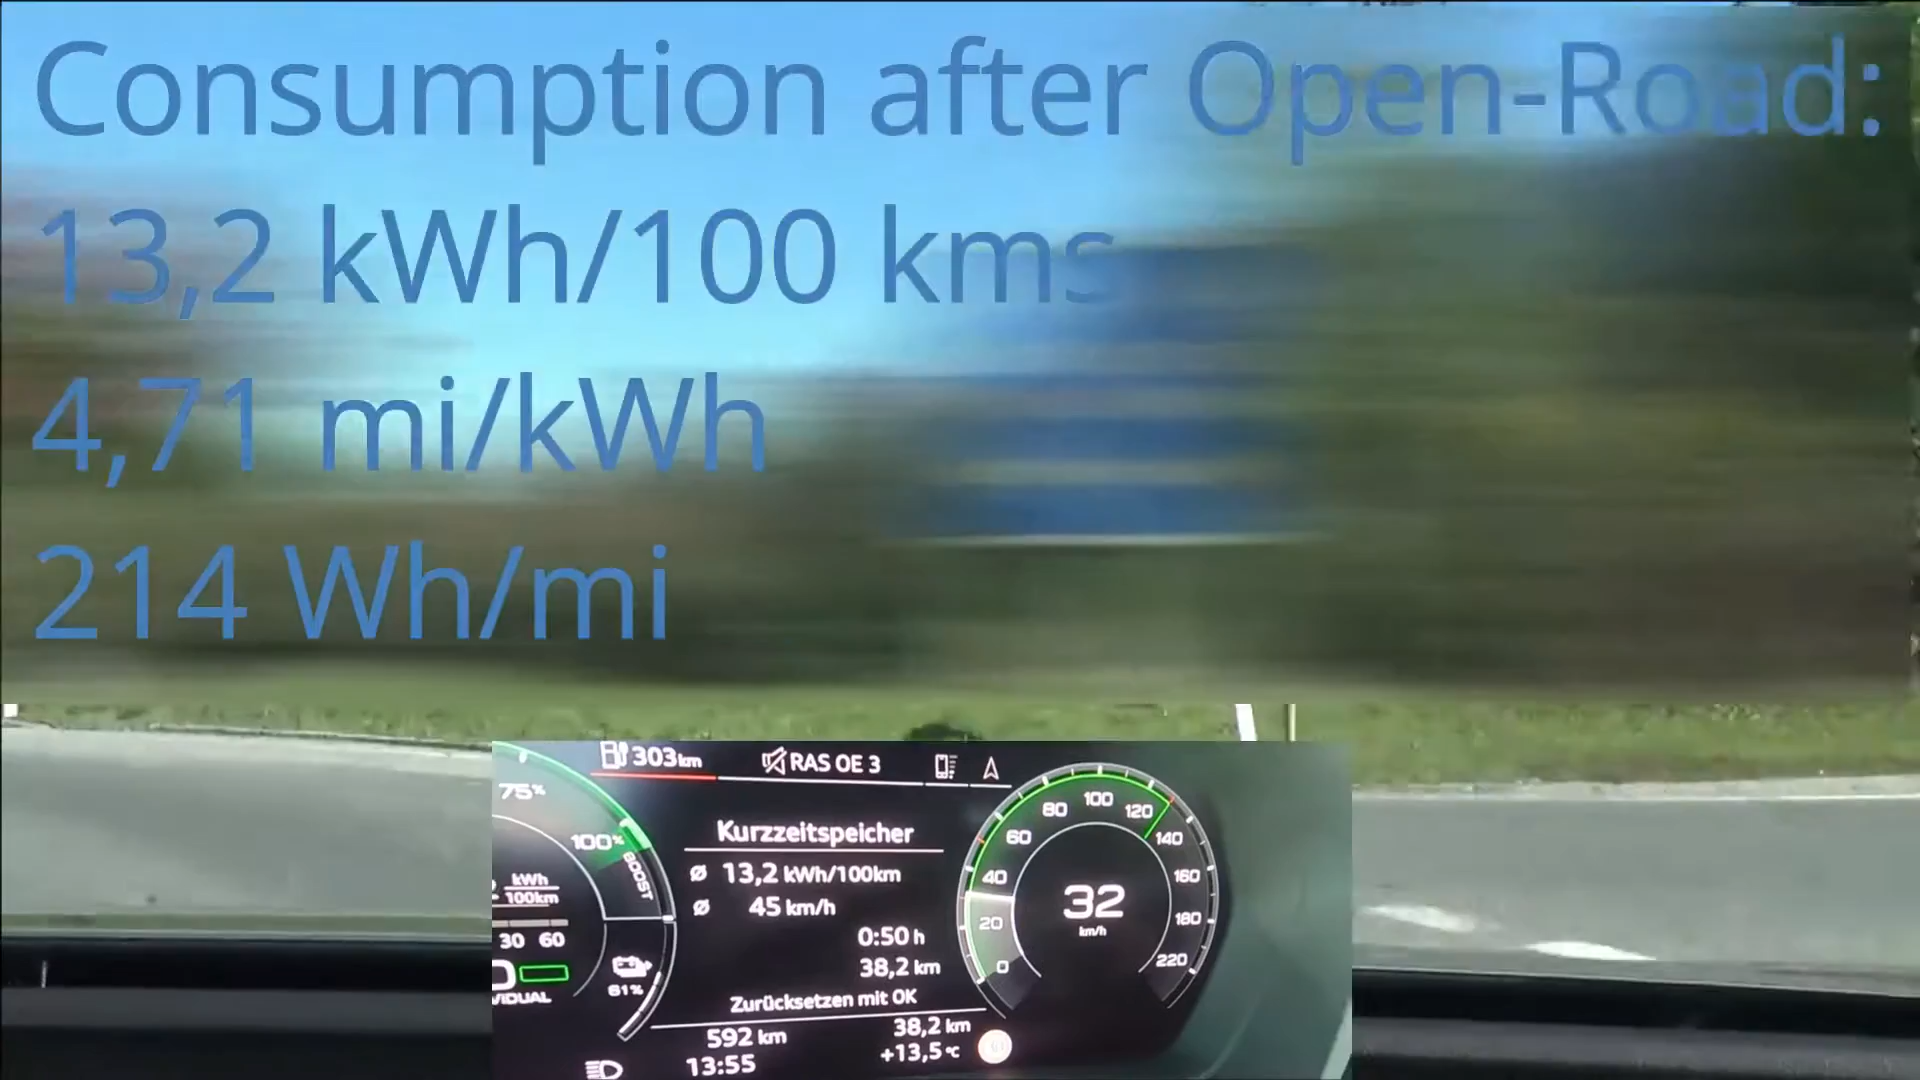 Consumption after Open-Road:
13,2 kWh/100 kms
4,71 mi/kWh
214 Wh/mi
303km RAS OE 3
75%
100%
BOOST
kWh
100km
30 60
VIDUAL
61%
Kurzzeitspeicher
Ø 13,2 kWh/100km
Ø 45 km/h
0:50 h
38,2 km
Zurücksetzen mit OK
592 km 38,2 km
13:55 +13,5 °C
0 20 40 60 80 100 120 140 160 180 220
32
km/h